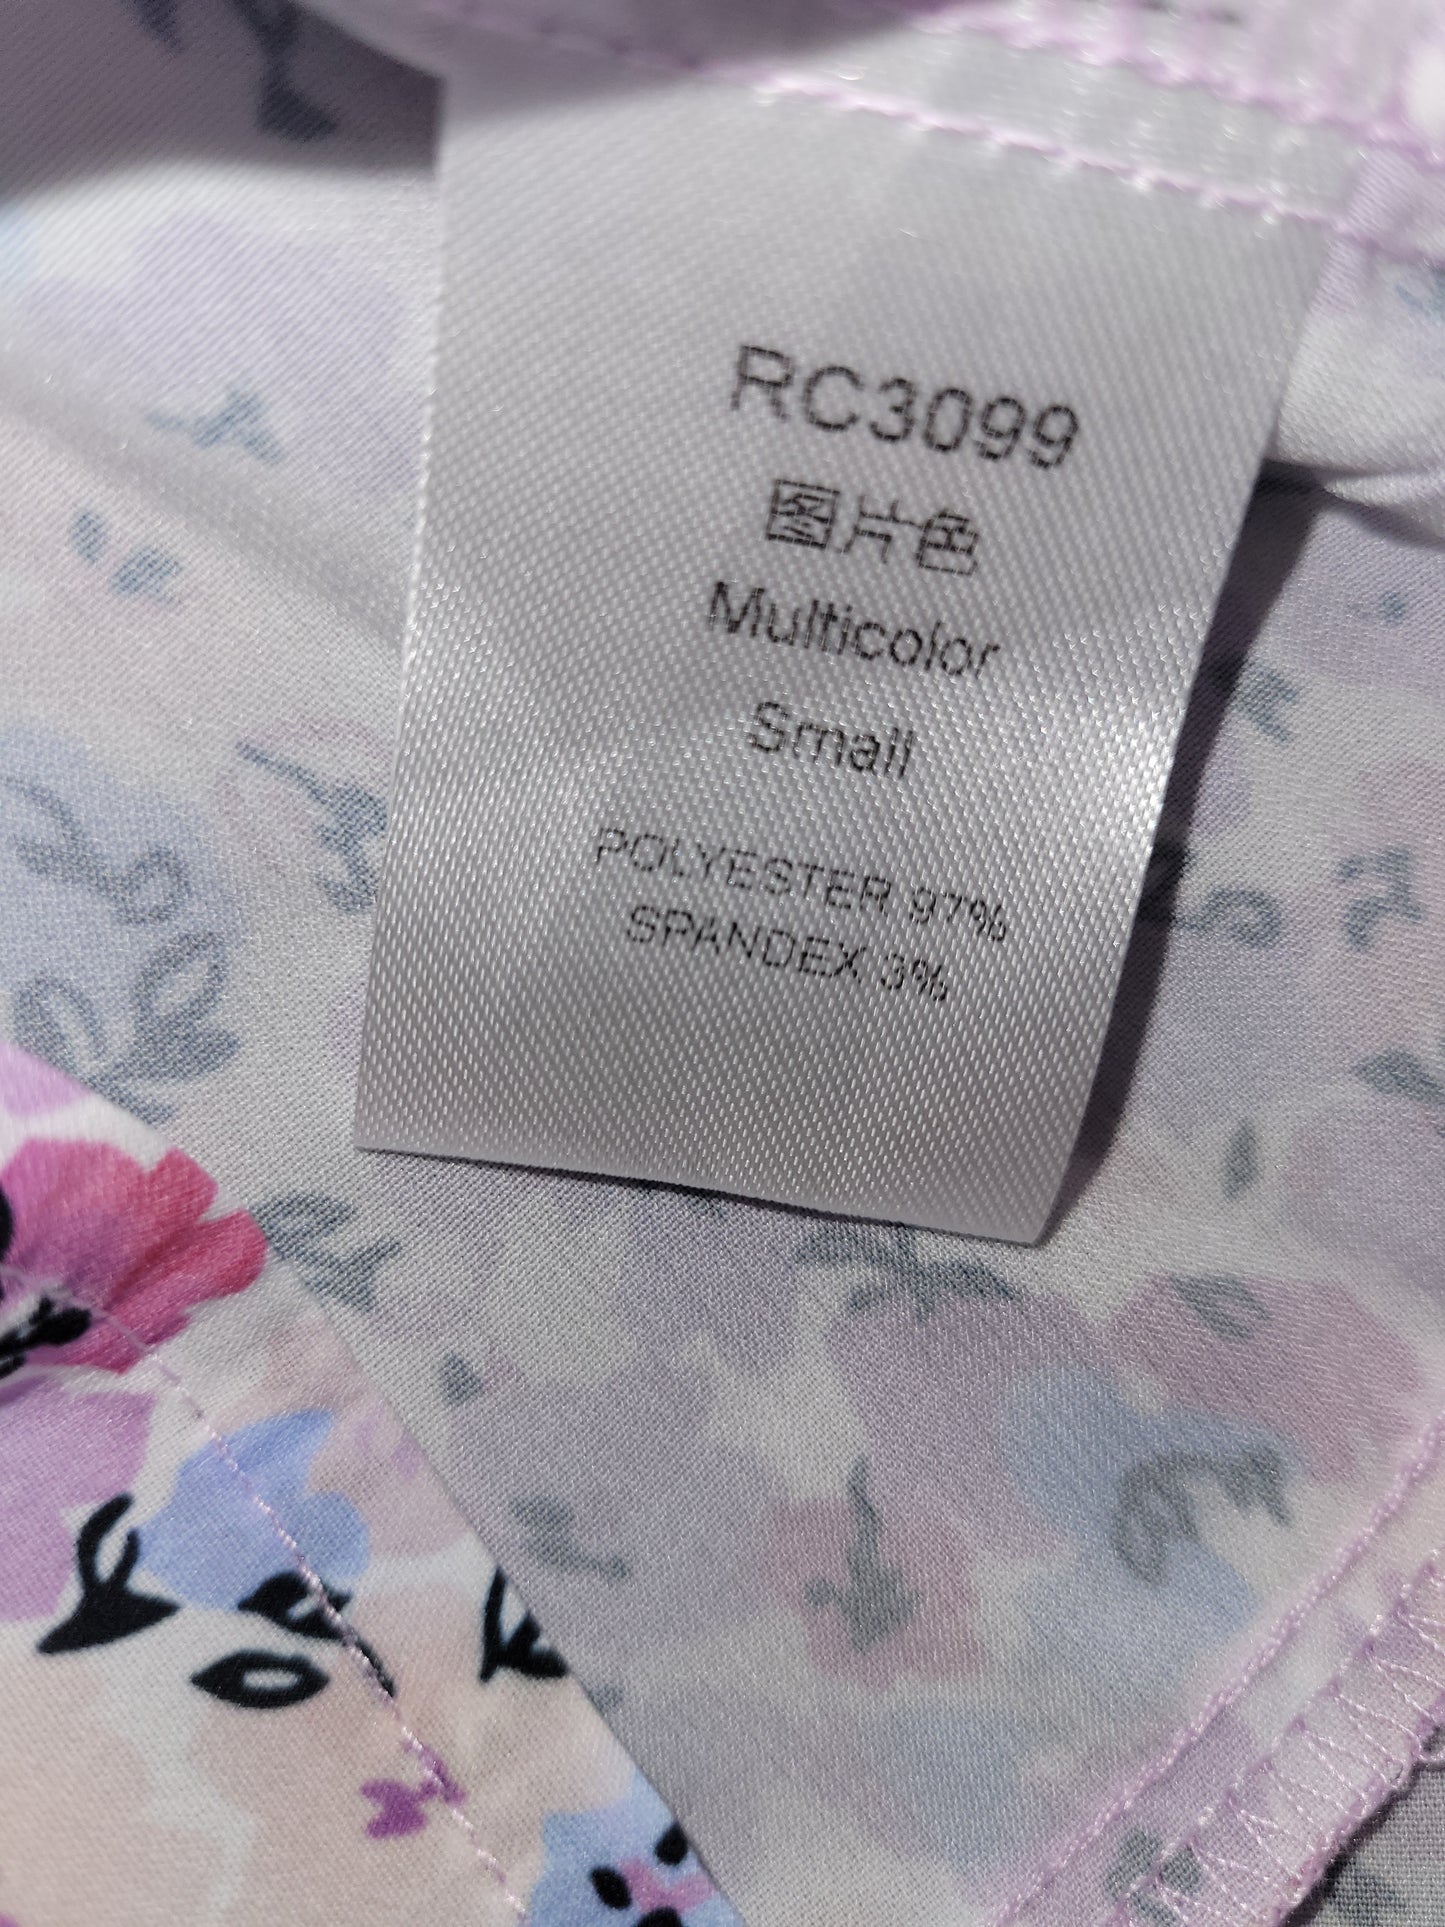 RC3099
图片色
Multicolor
Small
POLYESTER 97%
SPANDEX 3%